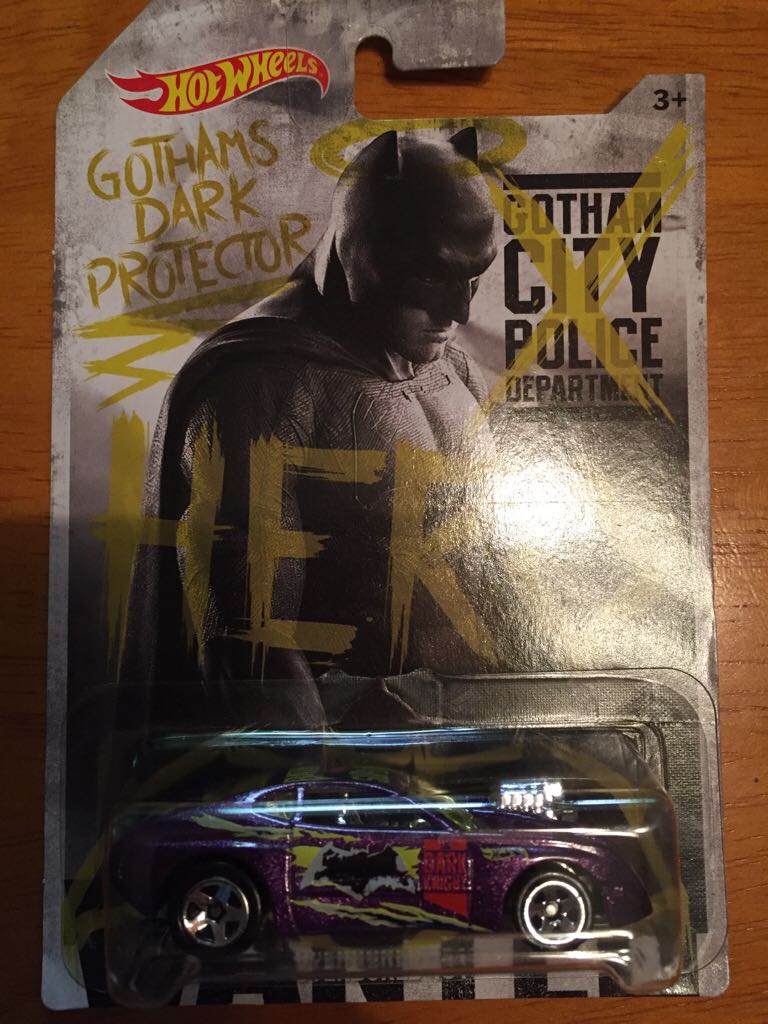 HOT WHEELS
3+
GOTHAMS
DARK
PROTECTOR
GOTHAM
CITY
POLICE
DEPARTMENT
HER
DARK
KNIGHT